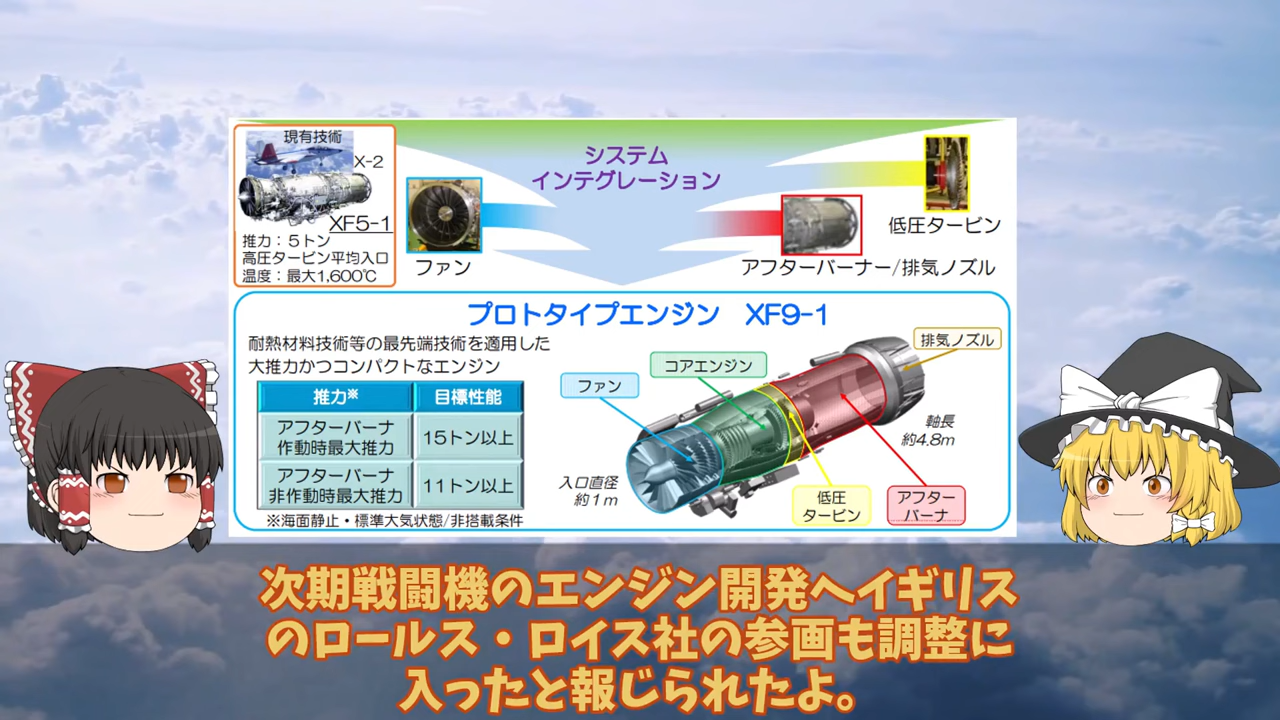 現有技術
X-2
XF5-1
推力：５トン
高圧タービン平均入口
温度：最大1,600℃
システム
インテグレーション
ファン
アフターバーナー/排気ノズル
低圧タービン
プロトタイプエンジン　XF9-1
耐熱材料技術等の最先端技術を適用した
大推力かつコンパクトなエンジン
推力※
目標性能
アフターバーナ
作動時最大推力
15トン以上
アフターバーナ
非作動時最大推力
11トン以上
※海面静止・標準大気状態/非搭載条件
ファン
コアエンジン
排気ノズル
入口直径
約１ｍ
軸長
約4.8m
低圧
タービン
アフター
バーナ
次期戦闘機のエンジン開発へイギリス
のロールス・ロイス社の参画も調整に
入ったと報じられたよ。